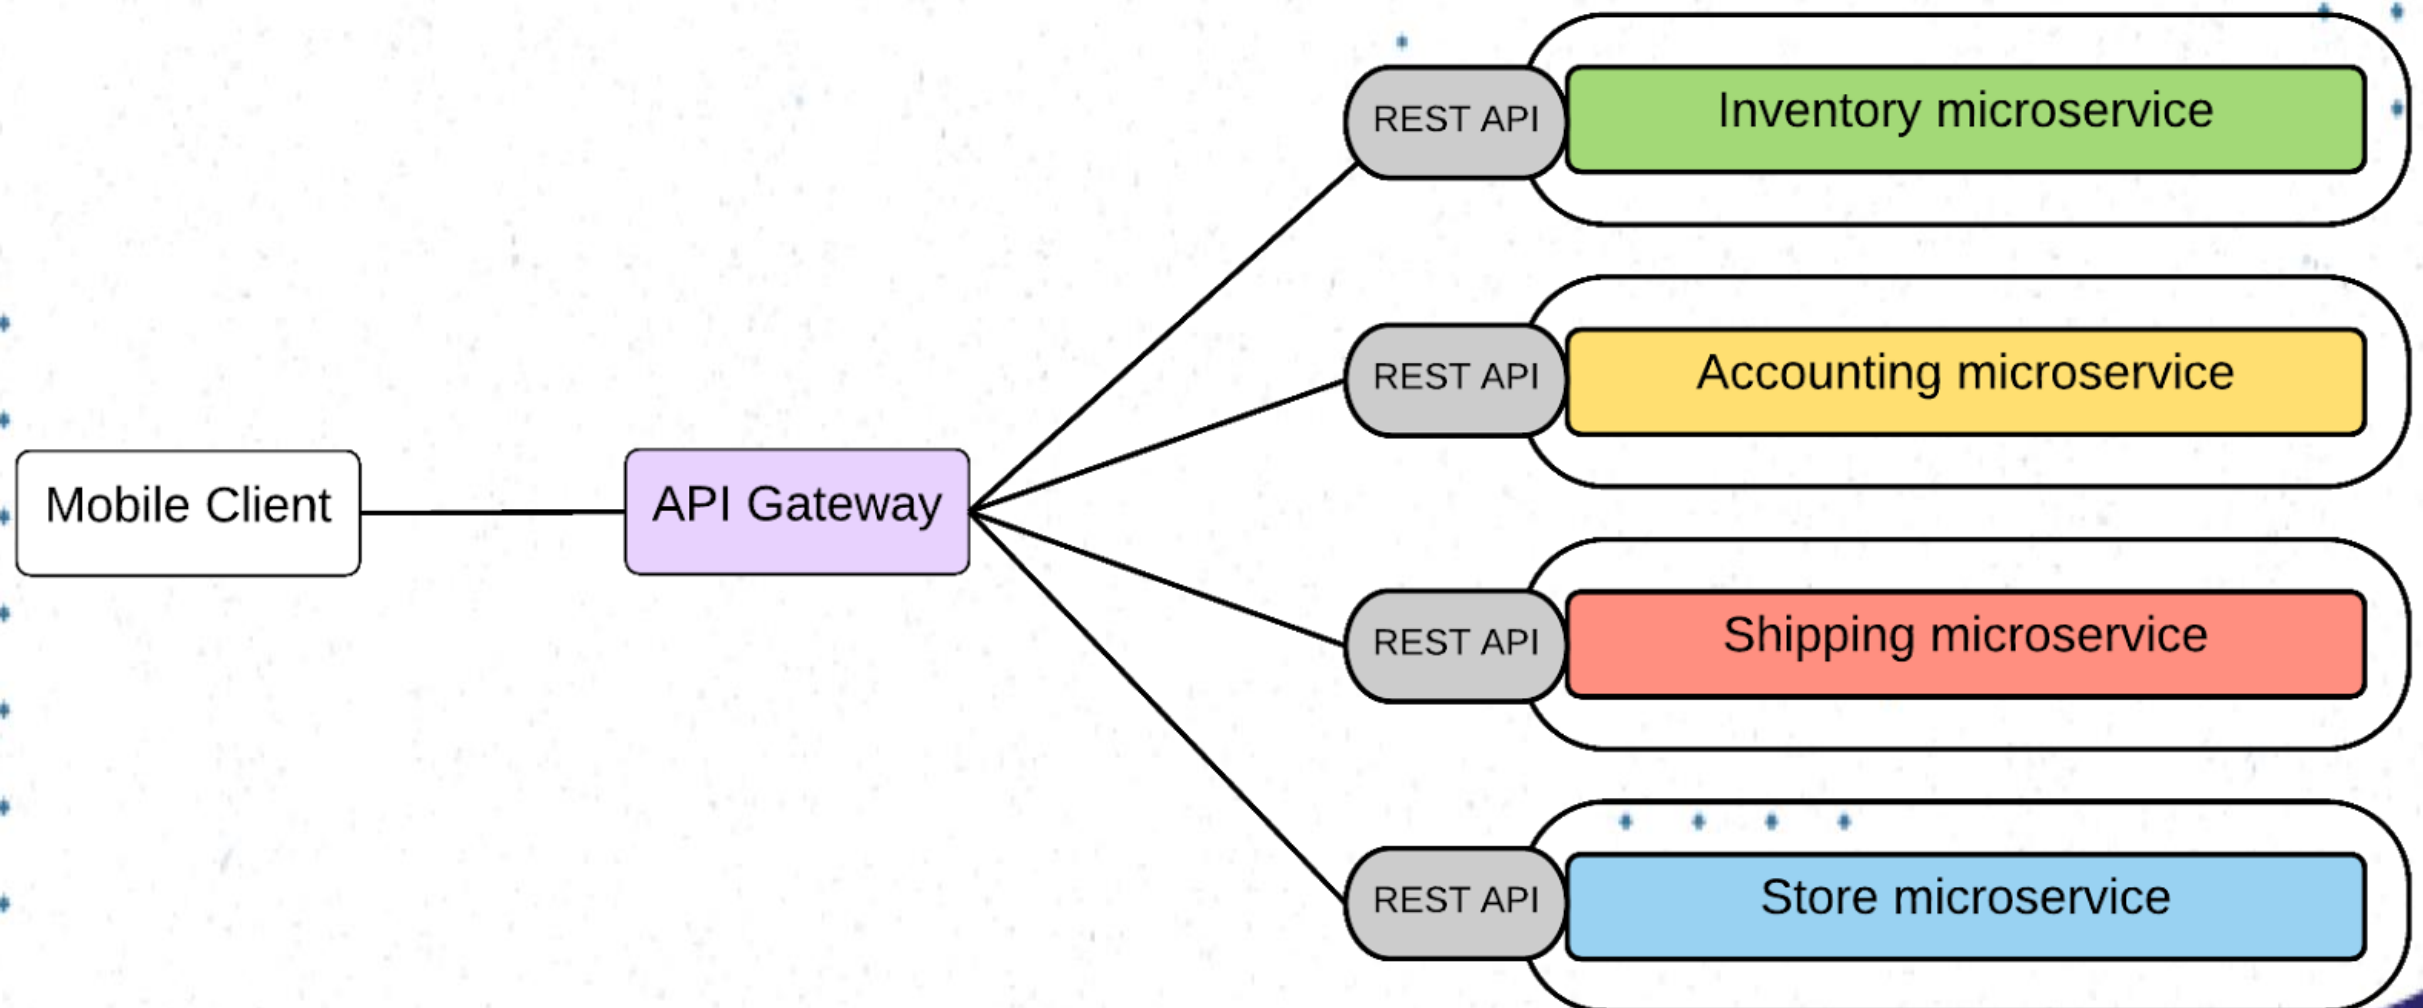 Mobile Client
API Gateway
REST API
Inventory microservice
REST API
Accounting microservice
REST API
Shipping microservice
REST API
Store microservice